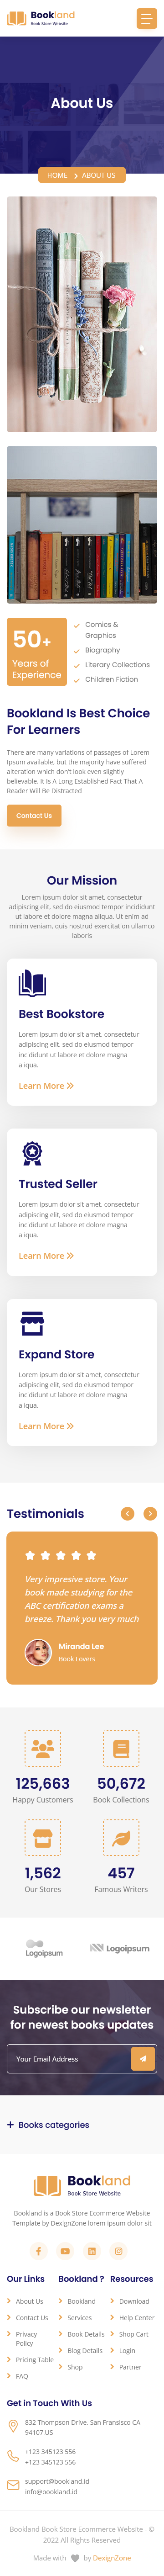 Bookland
Book Store Website
About Us
HOME > ABOUT US
50+
Years of
Experience
Comics &
Graphics
Biography
Literary Collections
Children Fiction
Bookland Is Best Choice
For Learners
There are many variations of passages of Lorem
Ipsum available, but the majority have suffered
alteration which don't look even slightly
believable. It Is A Long Established Fact That A
Reader Will Be Distracted
Contact Us
Our Mission
Lorem ipsum dolor sit amet, consectetur
adipiscing elit, sed do eiusmod tempor incididunt
ut labore et dolore magna aliqua. Ut enim ad
minim veniam, quis nostrud exercitation ullamco
laboris
Best Bookstore
Lorem ipsum dolor sit amet, consectetur
adipiscing elit, sed do eiusmod tempor
incididunt ut labore et dolore magna
aliqua.
Learn More
Trusted Seller
Lorem ipsum dolor sit amet, consectetur
adipiscing elit, sed do eiusmod tempor
incididunt ut labore et dolore magna
aliqua.
Learn More
Expand Store
Lorem ipsum dolor sit amet, consectetur
adipiscing elit, sed do eiusmod tempor
incididunt ut labore et dolore magna
aliqua.
Learn More
Testimonials
Very impresive store. Your
book made studying for the
ABC certification exams a
breeze. Thank you very much
Miranda Lee
Book Lovers
125,663
Happy Customers
50,672
Book Collections
1,562
Our Stores
457
Famous Writers
Logoipsum
Logoipsum
Subscribe our newsletter
for newest books updates
Your Email Address
+ Books categories
Bookland
Book Store Website
Bookland is a Book Store Ecommerce Website
Template by DexignZone lorem ipsum dolor sit
Our Links
About Us
Contact Us
Privacy
Policy
Pricing Table
FAQ
Bookland ?
Bookland
Services
Book Details
Blog Details
Shop
Resources
Download
Help Center
Shop Cart
Login
Partner
Get in Touch With Us
832 Thompson Drive, San Fransisco CA
94107,US
+123 345123 556
+123 345123 556
support@bookland.id
info@bookland.id
Bookland Book Store Ecommerce Website - ©
2022 All Rights Reserved
Made with by DexignZone